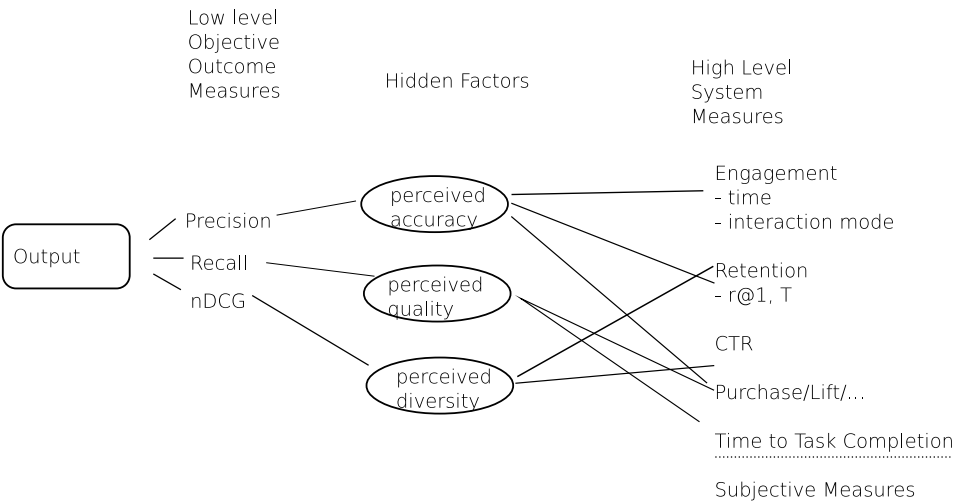 Low level
Objective
Outcome
Measures
Hidden Factors
High Level
System
Measures
Output
Precision
Recall
nDCG
perceived
accuracy
perceived
quality
perceived
diversity
Engagement
- time
- interaction mode
Retention
- r@1, T
CTR
Purchase/Lift/...
Time to Task Completion
Subjective Measures